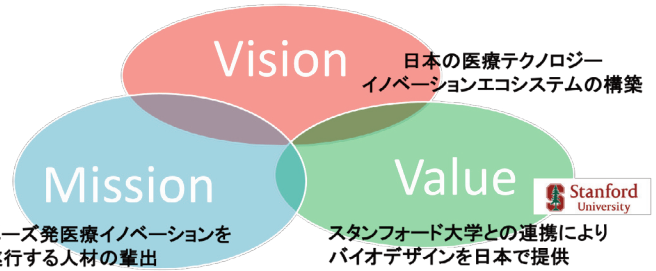 Vision
日本の医療テクノロジー
イノベーションエコシステムの構築
Mission
ーズ発医療イノベーションを
行する人材の輩出
Value
Stanford
University
スタンフォード大学との連携により
バイオデザインを日本で提供